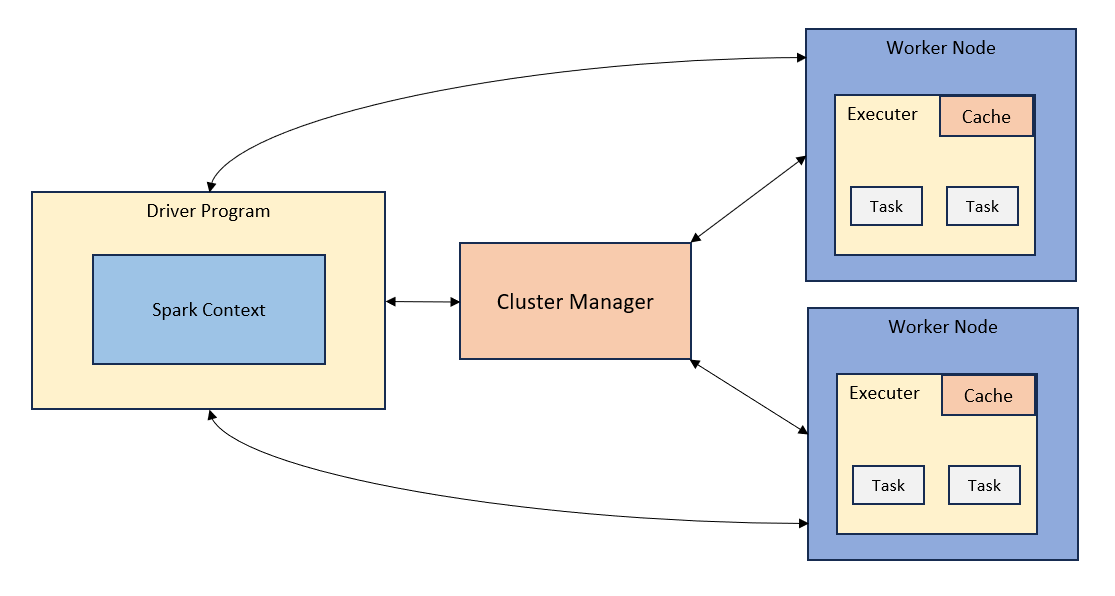 Worker Node
Executer
Cache
Task
Task
Driver Program
Spark Context
Cluster Manager
Worker Node
Executer
Cache
Task
Task